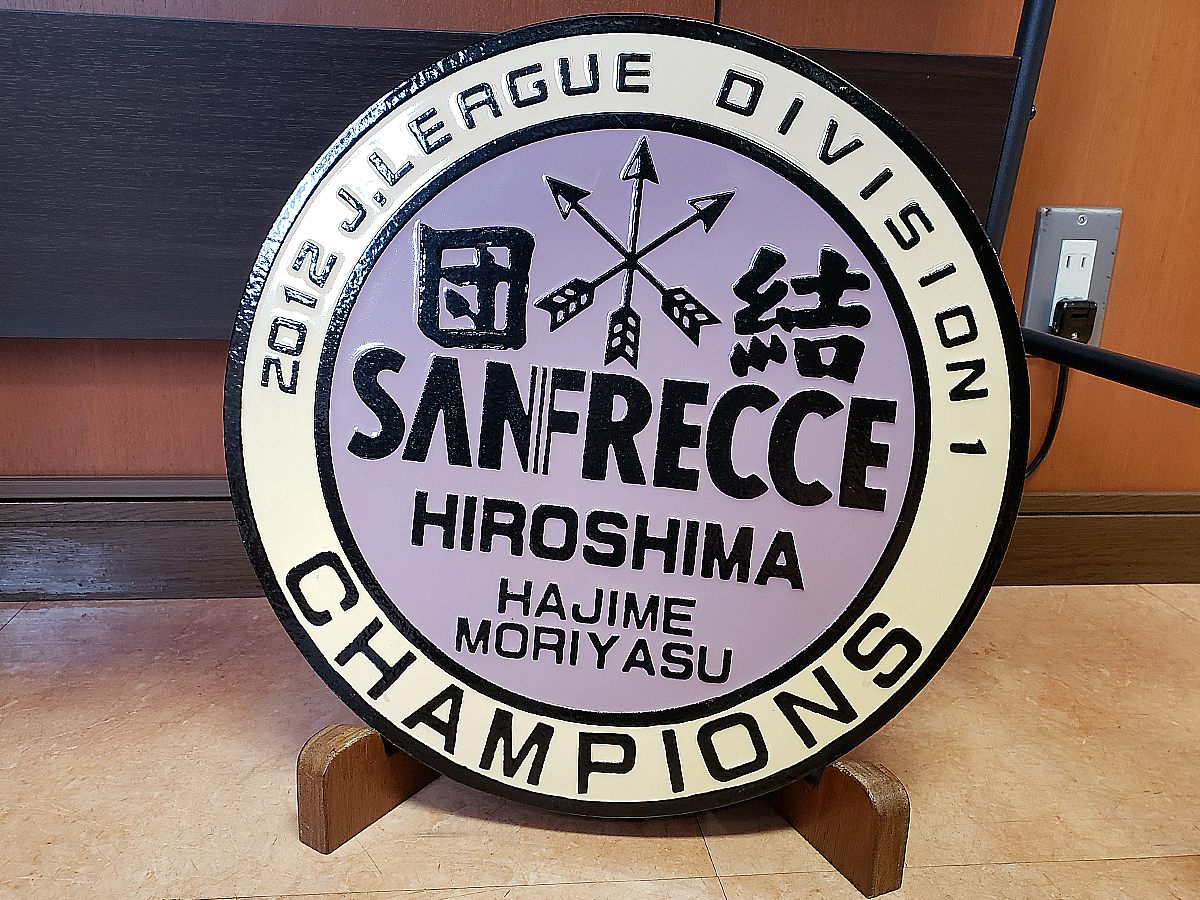 2012 J.LEAGUE DIVISION 1
団結
SANFRECCE
HIROSHIMA
HAJIME
MORIYASU
CHAMPIONS